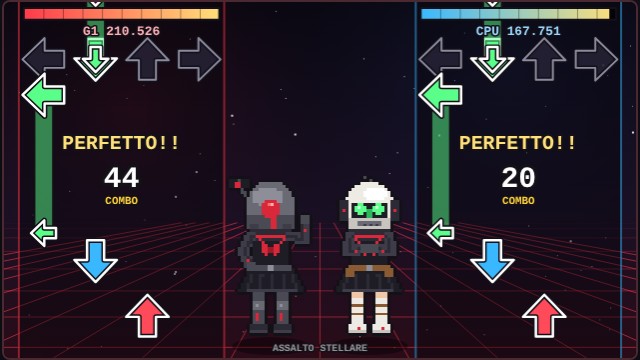 G1 210.526
CPU 167.751
PERFETTO!!
44
COMBO
PERFETTO!!
20
COMBO
ASSALTO STELLARE